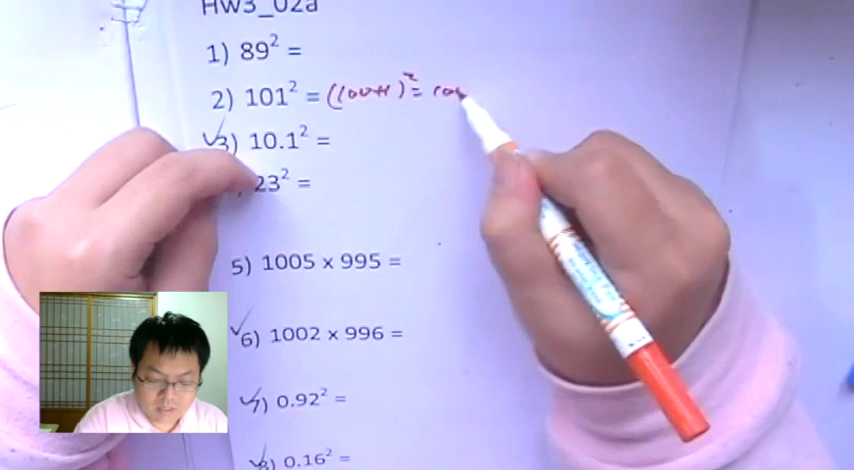 HW3_02a
1) 89² =
2) 101² = (100+1)² = 100
✓3) 10.1² =
23² =
5) 1005 x 995 =
✓6) 1002 x 996 =
✓7) 0.92² =
✓8) 0.16² =